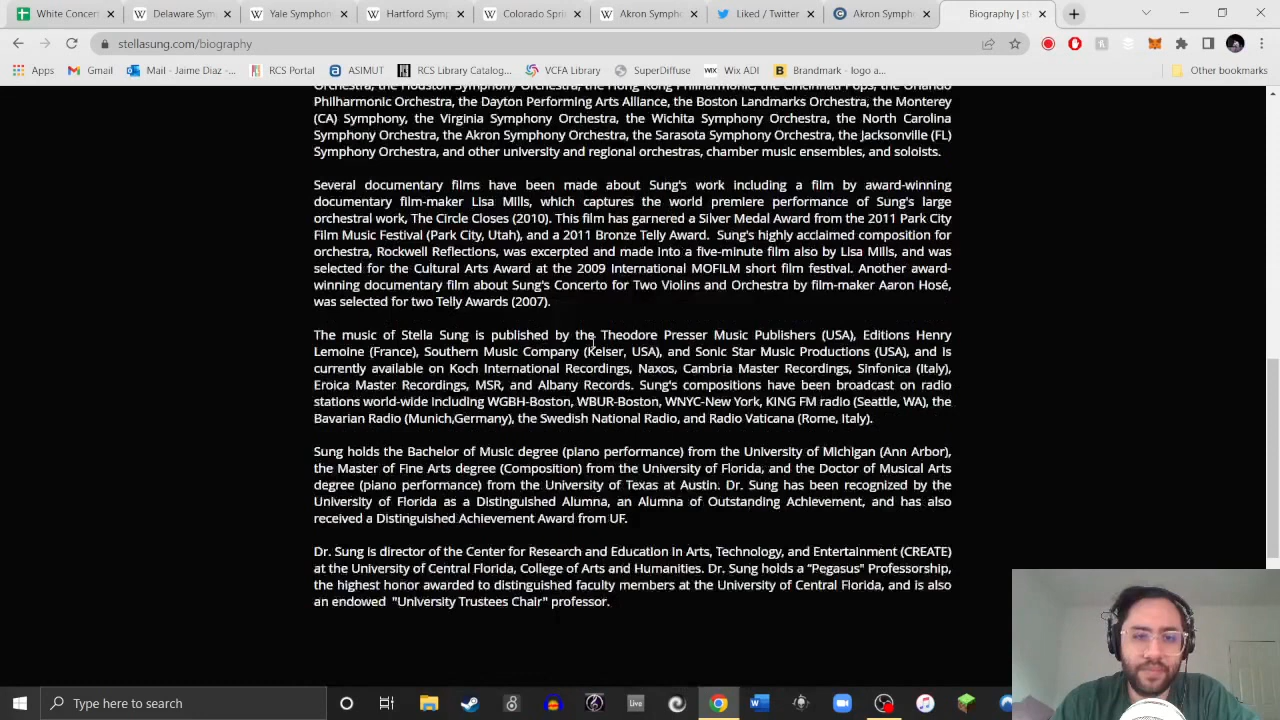 White Concert
Delaware Sym
Yale Symphon
Hartford Symp
Colorado Sprin
Akron Symphon
Liked / Twitter
Akron Sympho
Biography | ste
stellasung.com/biography
Apps
Gmail
Mail - Jaime Diaz -...
RCS Portal
ASIMUT
RCS Library Catalog...
VCFA Library
SuperDiffuse
Wix ADI
Brandmark - logo a...
Other bookmarks
Orchestra, the Houston Symphony Orchestra, the Hong Kong Philharmonic, the Cincinnati Pops, the Orlando
Philharmonic Orchestra, the Dayton Performing Arts Alliance, the Boston Landmarks Orchestra, the Monterey
(CA) Symphony, the Virginia Symphony Orchestra, the Wichita Symphony Orchestra, the North Carolina
Symphony Orchestra, the Akron Symphony Orchestra, the Sarasota Symphony Orchestra, the Jacksonville (FL)
Symphony Orchestra, and other university and regional orchestras, chamber music ensembles, and soloists.
Several documentary films have been made about Sung's work including a film by award-winning
documentary film-maker Lisa Mills, which captures the world premiere performance of Sung's large
orchestral work, The Circle Closes (2010). This film has garnered a Silver Medal Award from the 2011 Park City
Film Music Festival (Park City, Utah), and a 2011 Bronze Telly Award. Sung's highly acclaimed composition for
orchestra, Rockwell Reflections, was excerpted and made into a five-minute film also by Lisa Mills, and was
selected for the Cultural Arts Award at the 2009 International MOFILM short film festival. Another award-
winning documentary film about Sung's Concerto for Two Violins and Orchestra by film-maker Aaron Hosé,
was selected for two Telly Awards (2007).
The music of Stella Sung is published by the Theodore Presser Music Publishers (USA), Editions Henry
Lemoine (France), Southern Music Company (Keiser, USA), and Sonic Star Music Productions (USA), and is
currently available on Koch International Recordings, Naxos, Cambria Master Recordings, Sinfonica (Italy),
Eroica Master Recordings, MSR, and Albany Records. Sung's compositions have been broadcast on radio
stations world-wide including WGBH-Boston, WBUR-Boston, WNYC-New York, KING FM radio (Seattle, WA), the
Bavarian Radio (Munich,Germany), the Swedish National Radio, and Radio Vaticana (Rome, Italy).
Sung holds the Bachelor of Music degree (piano performance) from the University of Michigan (Ann Arbor),
the Master of Fine Arts degree (Composition) from the University of Florida, and the Doctor of Musical Arts
degree (piano performance) from the University of Texas at Austin. Dr. Sung has been recognized by the
University of Florida as a Distinguished Alumna, an Alumna of Outstanding Achievement, and has also
received a Distinguished Achievement Award from UF.
Dr. Sung is director of the Center for Research and Education in Arts, Technology, and Entertainment (CREATE)
at the University of Central Florida, College of Arts and Humanities. Dr. Sung holds a “Pegasus" Professorship,
the highest honor awarded to distinguished faculty members at the University of Central Florida, and is also
an endowed "University Trustees Chair" professor.
Type here to search
Live